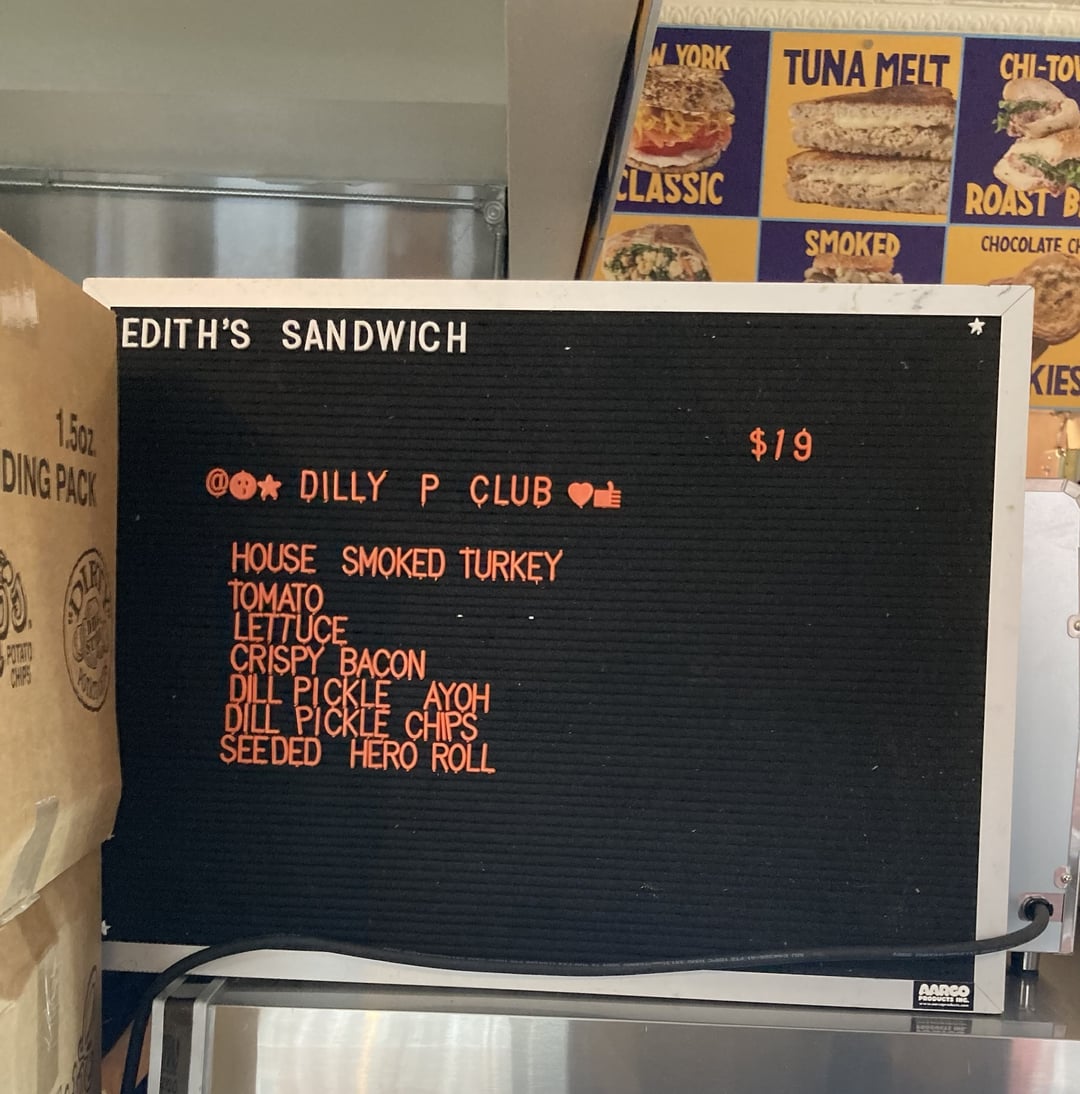 W YORK
CLASSIC
TUNA MELT
CHI-TOW
ROAST B
SMOKED
CHOCOLATE CH
KIES
EDITH'S SANDWICH
$19
@ DILLY P CLUB
HOUSE SMOKED TURKEY
TOMATO
LETTUCE
CRISPY BACON
DILL PICKLE AYOH
DILL PICKLE CHIPS
SEEDED HERO ROLL
1.5oz.
DING PACK
POTATO
CHIPS
"DIRTY"
AARCO
PRODUCTS INC.